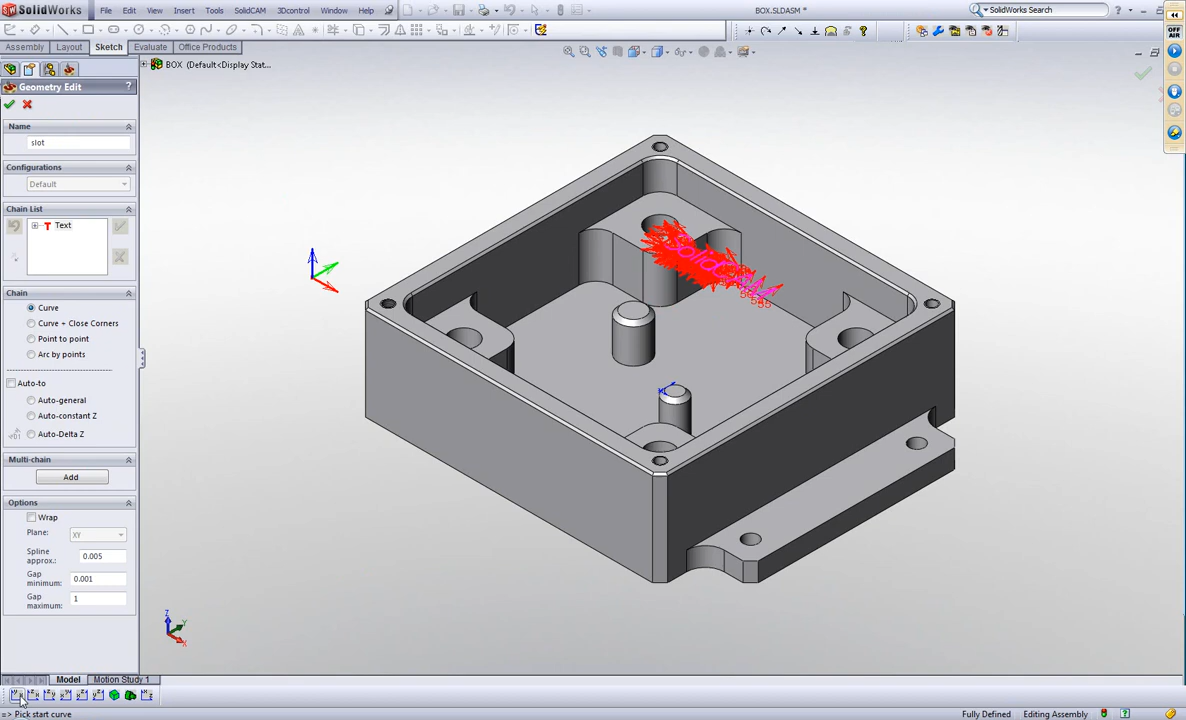 SolidWorks File Edit View Insert Tools SolidCAM 3Dcontrol Window Help BOX.SLDASM * SolidWorks Search
OFF AIR
Assembly Layout Sketch Evaluate Office Products
BOX (Default<Display Stat...
Geometry Edit ?
Name
slot
Configurations
Default
Chain List
Text
Chain
Curve
Curve + Close Corners
Point to point
Arc by points
Auto-to
Auto-general
Auto-constant Z
Auto-Delta Z
Multi-chain
Add
Options
Wrap
Plane: XY
Spline approx.: 0.005
Gap minimum: 0.001
Gap maximum: 1
SolidCAM
Z
Y
X
Model Motion Study 1
=> Pick start curve Fully Defined Editing Assembly